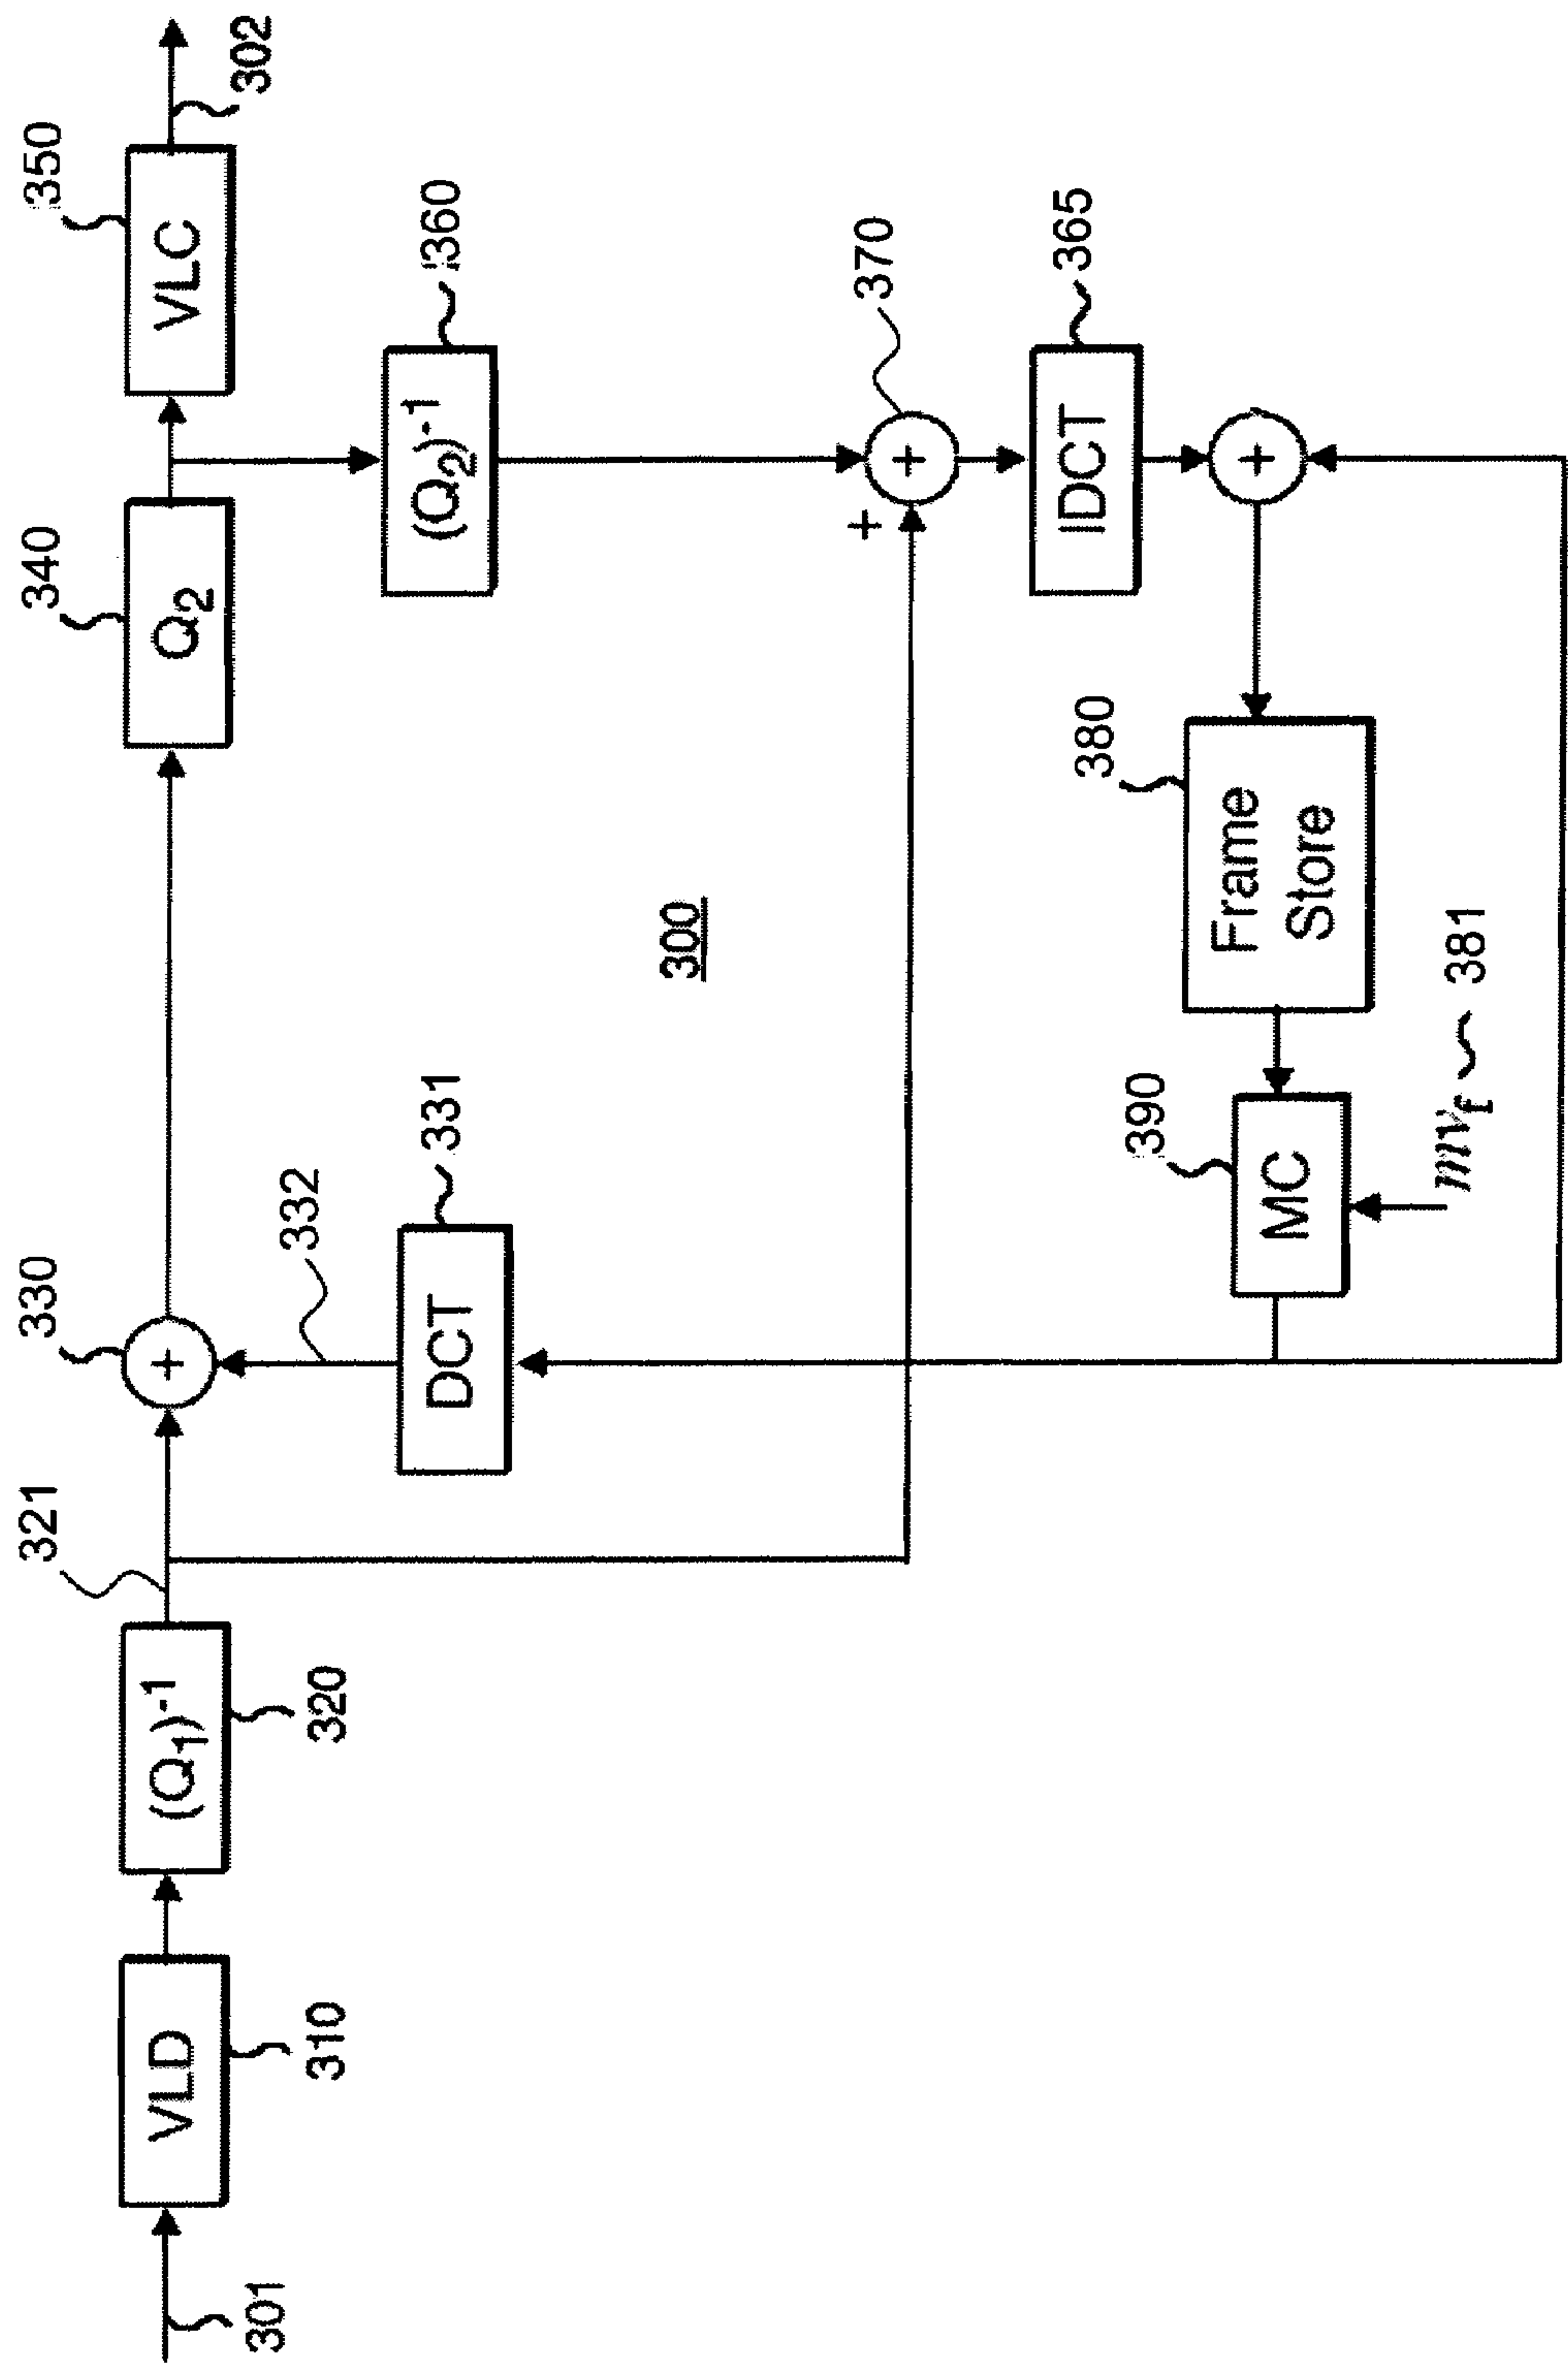 301
VLD
310
(Q₁)⁻¹
320
321
+
330
332
DCT
331
Q₂
340
VLC
350
302
(Q₂)⁻¹
360
300
+
+
370
IDCT
365
+
Frame
Store
380
MC
390
mv_f
381